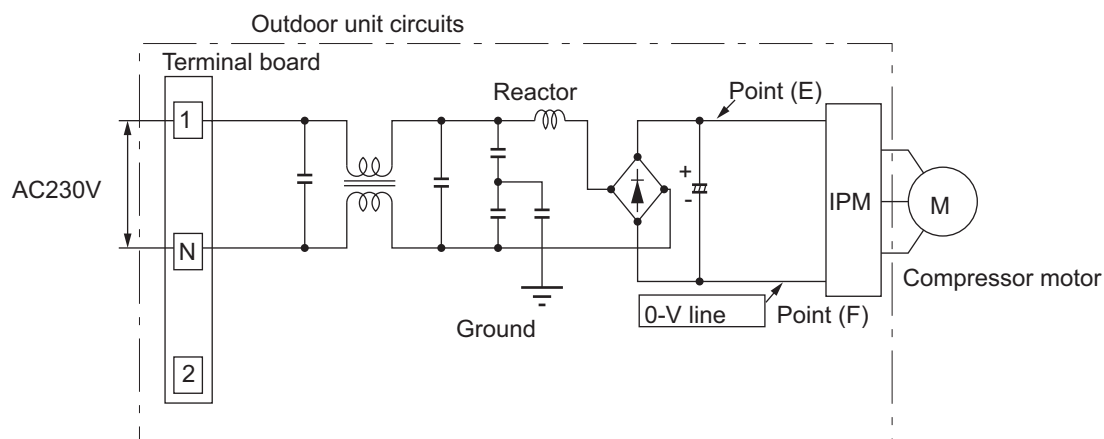 Outdoor unit circuits
Terminal board
Reactor
Point (E)
1
AC230V
+
-
IPM
M
N
Compressor motor
0-V line
Point (F)
Ground
2